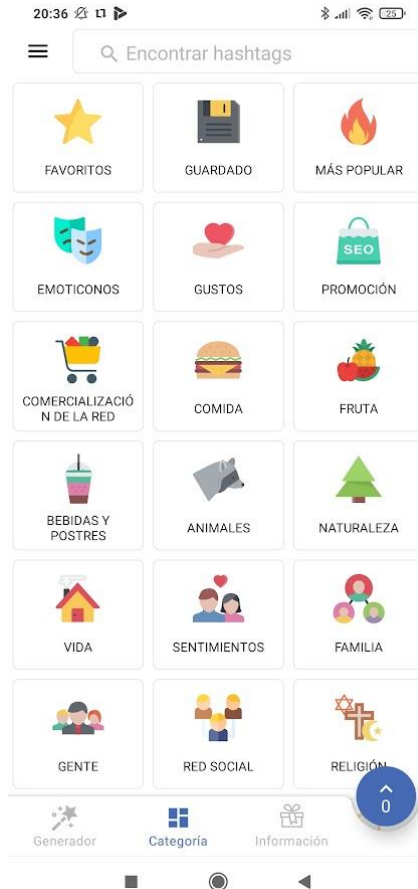 20:36
25
Encontrar hashtags
FAVORITOS
GUARDADO
MÁS POPULAR
EMOTICONOS
GUSTOS
SEO
PROMOCIÓN
COMERCIALIZACIÓ
N DE LA RED
COMIDA
FRUTA
BEBIDAS Y
POSTRES
ANIMALES
NATURALEZA
VIDA
SENTIMIENTOS
FAMILIA
GENTE
RED SOCIAL
RELIGIÓN
0
Generador
Categoría
Información